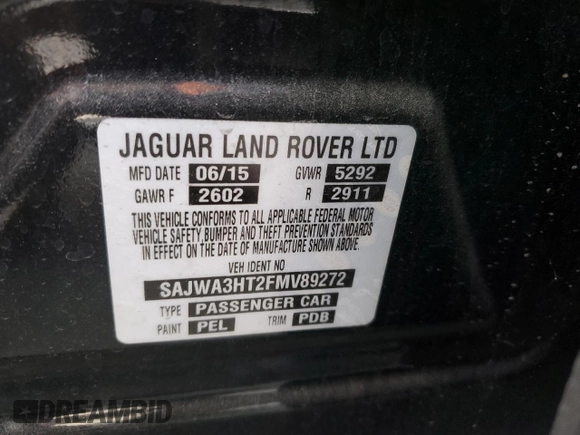 JAGUAR LAND ROVER LTD
MFD DATE 06/15 GVWR 5292
GAWR F 2602 R 2911
THIS VEHICLE CONFORMS TO ALL APPLICABLE FEDERAL MOTOR
VEHICLE SAFETY,BUMPER AND THEFT PREVENTION STANDARDS
IN EFFECT ON THE DATE OF MANUFACTURE SHOWN ABOVE.
VEH IDENT NO
SAJWA3HT2FMV89272
TYPE PASSENGER CAR
PAINT PEL TRIM PDB
DREAMBID